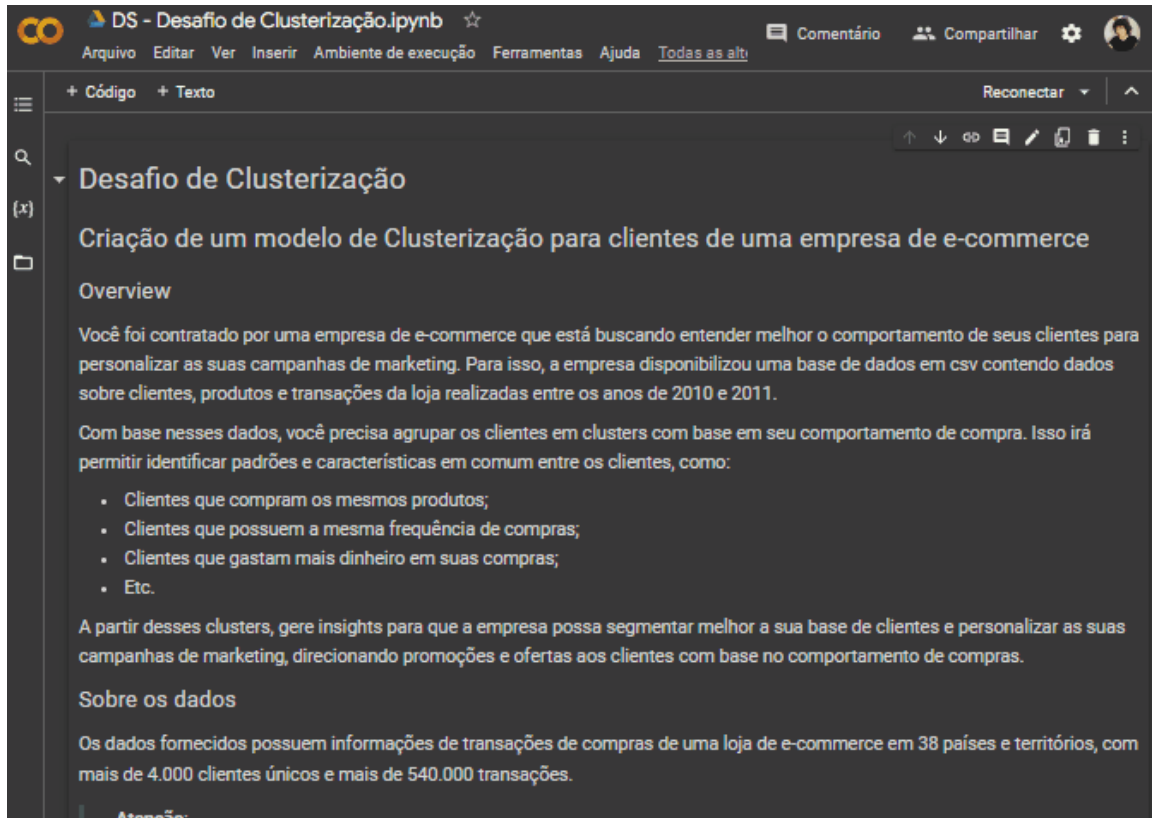 DS - Desafio de Clusterização.ipynb
Comentário
Compartilhar
Arquivo Editar Ver Inserir Ambiente de execução Ferramentas Ajuda Todas as alt
+ Código + Texto
Reconectar
{x}
Desafio de Clusterização
Criação de um modelo de Clusterização para clientes de uma empresa de e-commerce
Overview
Você foi contratado por uma empresa de e-commerce que está buscando entender melhor o comportamento de seus clientes para
personalizar as suas campanhas de marketing. Para isso, a empresa disponibilizou uma base de dados em csv contendo dados
sobre clientes, produtos e transações da loja realizadas entre os anos de 2010 e 2011.
Com base nesses dados, você precisa agrupar os clientes em clusters com base em seu comportamento de compra. Isso irá
permitir identificar padrões e características em comum entre os clientes, como:
• Clientes que compram os mesmos produtos;
• Clientes que possuem a mesma frequência de compras;
• Clientes que gastam mais dinheiro em suas compras;
• Etc.
A partir desses clusters, gere insights para que a empresa possa segmentar melhor a sua base de clientes e personalizar as suas
campanhas de marketing, direcionando promoções e ofertas aos clientes com base no comportamento de compras.
Sobre os dados
Os dados fornecidos possuem informações de transações de compras de uma loja de e-commerce em 38 países e territórios, com
mais de 4.000 clientes únicos e mais de 540.000 transações.
Atenção: